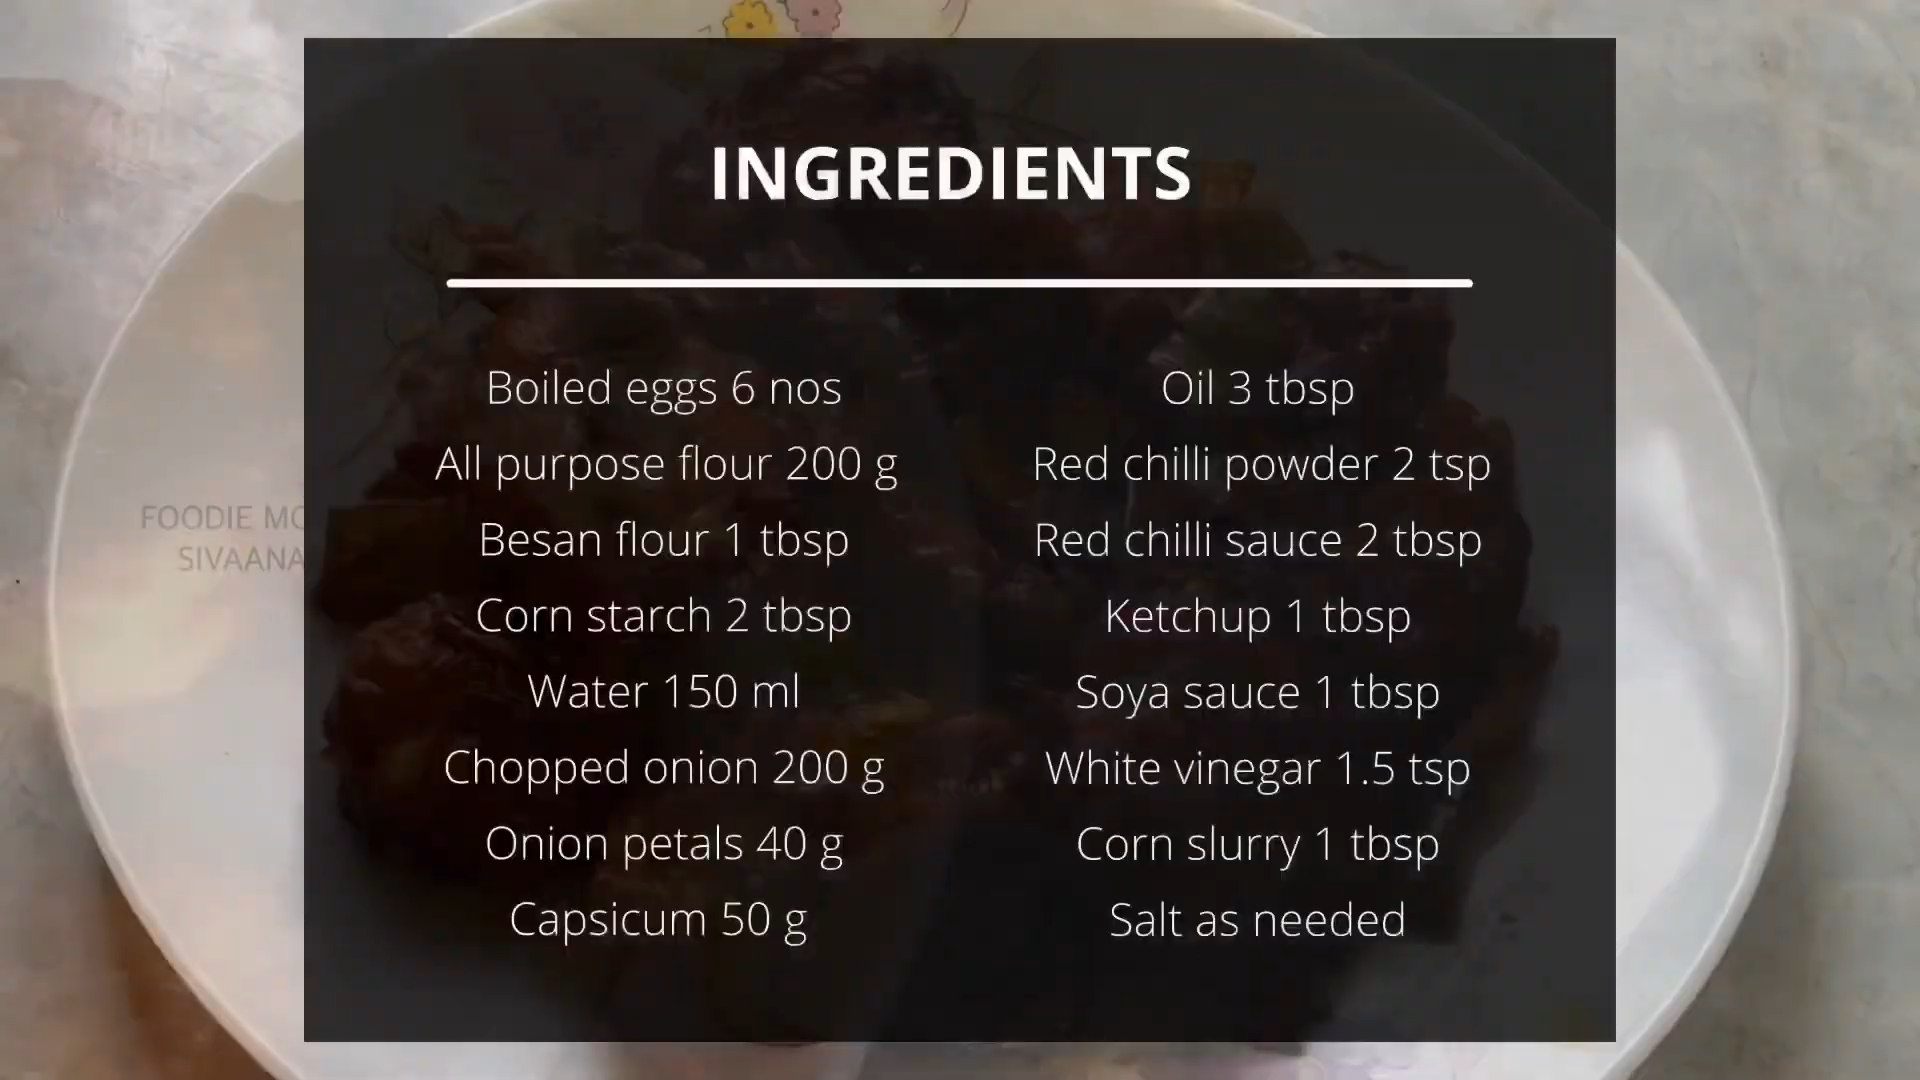 INGREDIENTS
Boiled eggs 6 nos
All purpose flour 200 g
Besan flour 1 tbsp
Corn starch 2 tbsp
Water 150 ml
Chopped onion 200 g
Onion petals 40 g
Capsicum 50 g
Oil 3 tbsp
Red chilli powder 2 tsp
Red chilli sauce 2 tbsp
Ketchup 1 tbsp
Soya sauce 1 tbsp
White vinegar 1.5 tsp
Corn slurry 1 tbsp
Salt as needed
FOODIE